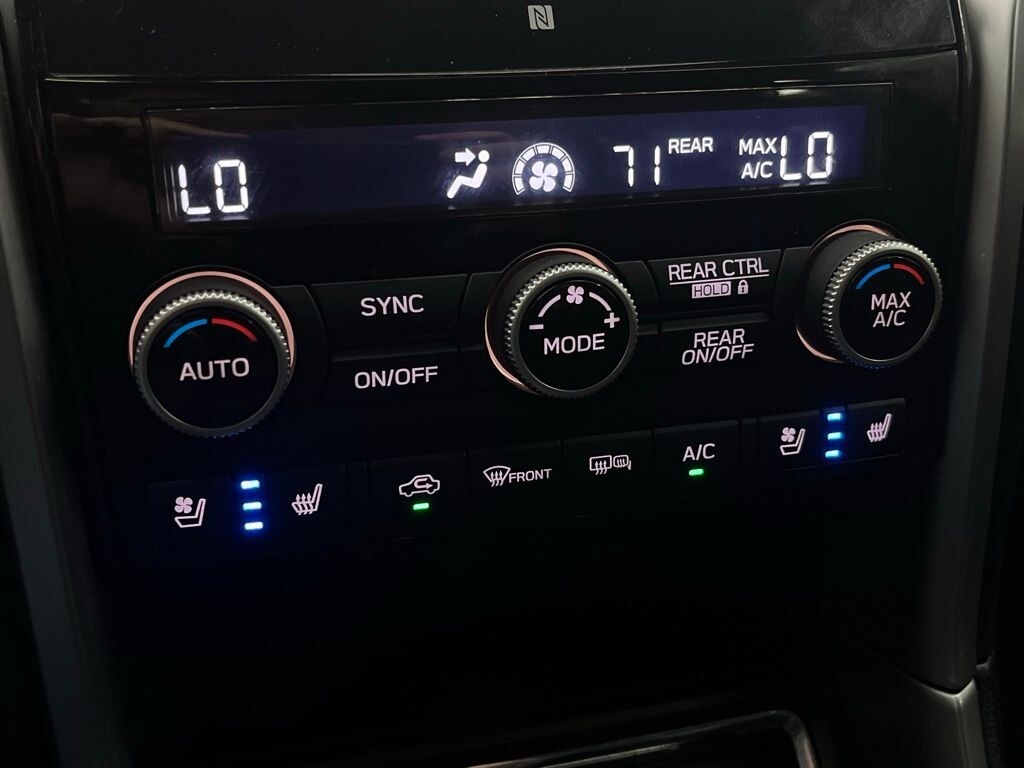 LO 71 REAR MAX A/C LO
SYNC
REAR CTRL
HOLD
AUTO
ON/OFF
- +
MODE
REAR
ON/OFF
MAX
A/C
FRONT
A/C